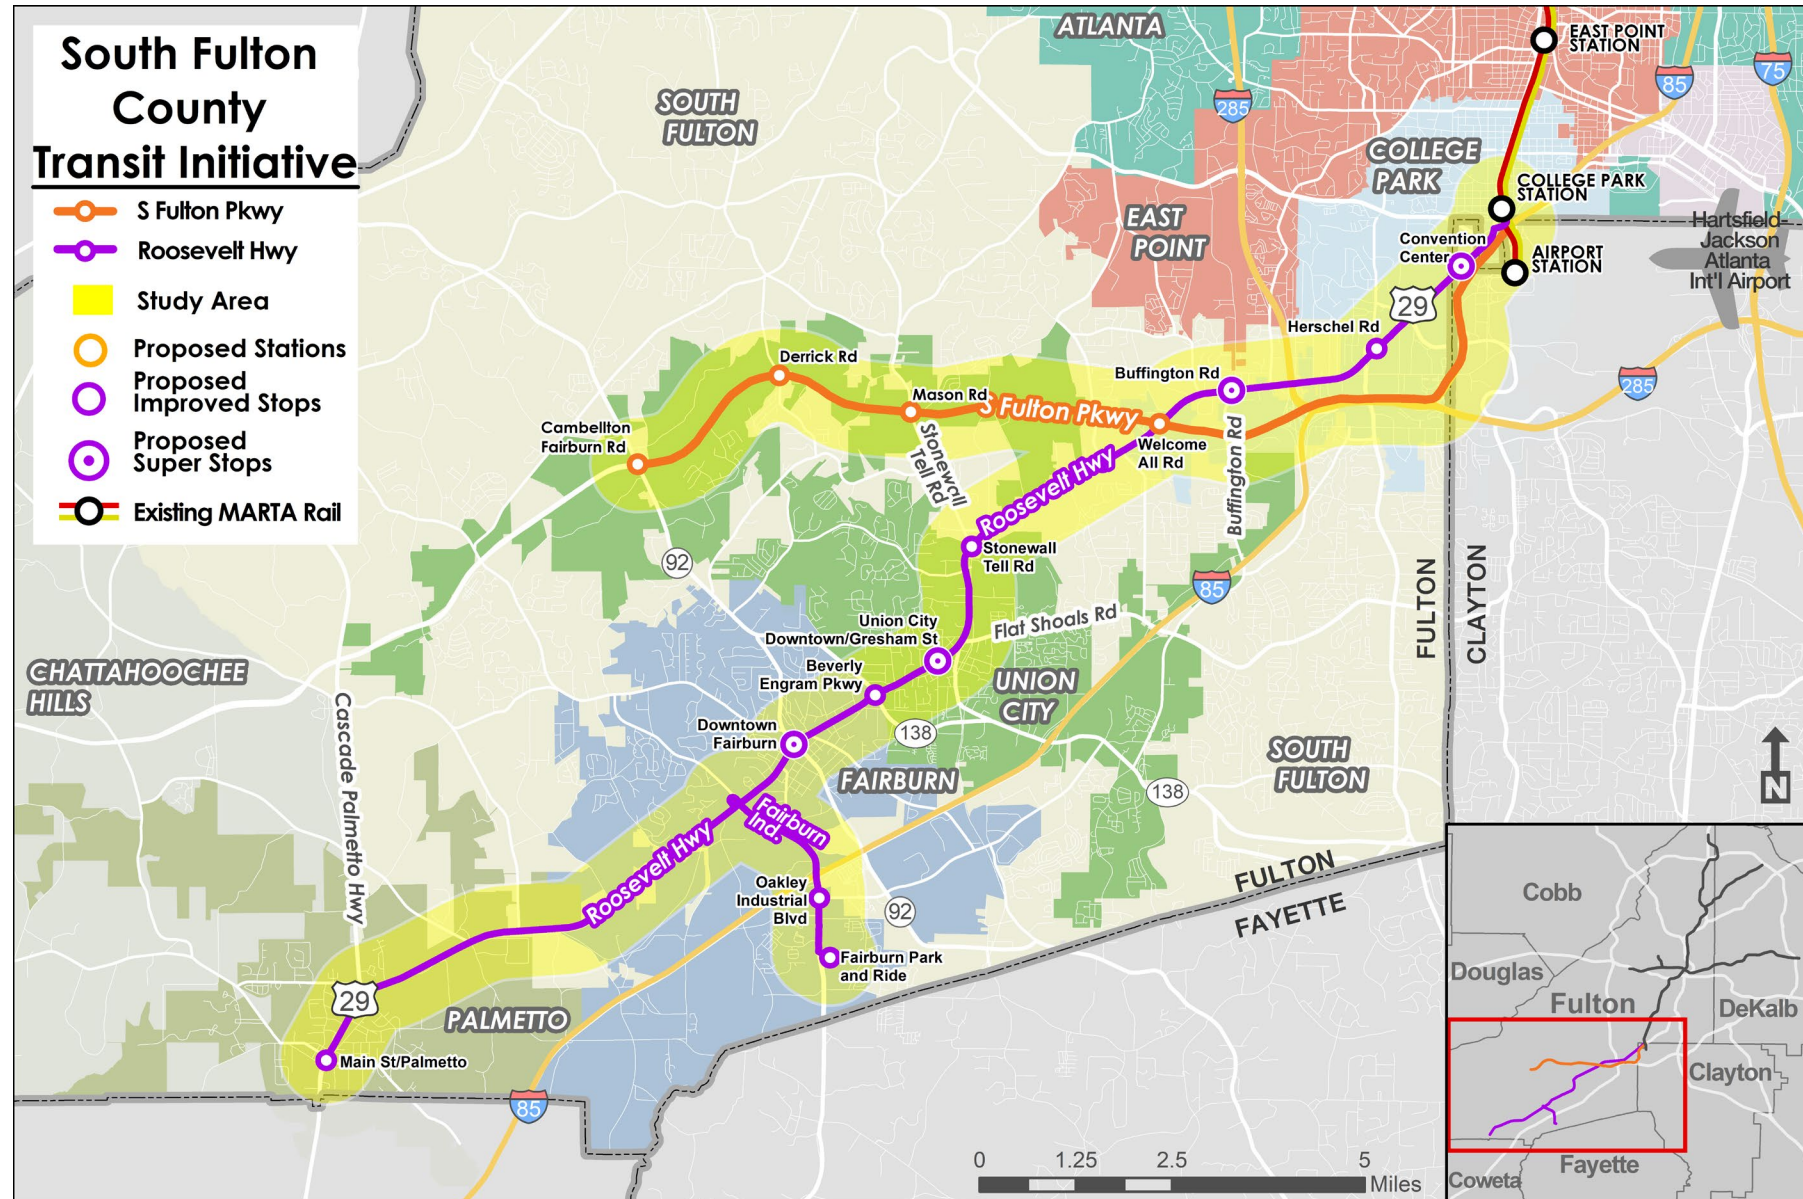 South Fulton
County
Transit Initiative
S Fulton Pkwy
Roosevelt Hwy
Study Area
Proposed Stations
Proposed
Improved Stops
Proposed
Super Stops
Existing MARTA Rail
ATLANTA
SOUTH
FULTON
285
85
75
EAST POINT
STATION
COLLEGE
PARK
COLLEGE PARK
STATION
EAST
POINT
Convention
Center
AIRPORT
STATION
Hartsfield-
Jackson
Atlanta
Int'l Airport
29
Herschel Rd
Derrick Rd
Buffington Rd
285
Mason Rd
S Fulton Pkwy
Cambellton
Fairburn Rd
Welcome
All Rd
Stonewall
Tell Rd
Buffington Rd
Roosevelt Hwy
Stonewall
Tell Rd
92
85
FULTON
CLAYTON
Union City
Downtown/Gresham St
Flat Shoals Rd
Beverly
Engram Pkwy
UNION
CITY
CHATTAHOOCHEE
HILLS
Cascade Palmetto Hwy
Downtown
Fairburn
138
FAIRBURN
SOUTH
FULTON
138
N
Fairburn
Ind.
Roosevelt Hwy
Oakley
Industrial
Blvd
92
FULTON
FAYETTE
Fairburn Park
and Ride
29
PALMETTO
Main St/Palmetto
85
0 1.25 2.5 5
Miles
Cobb
Douglas
Fulton
DeKalb
Clayton
Fayette
Coweta